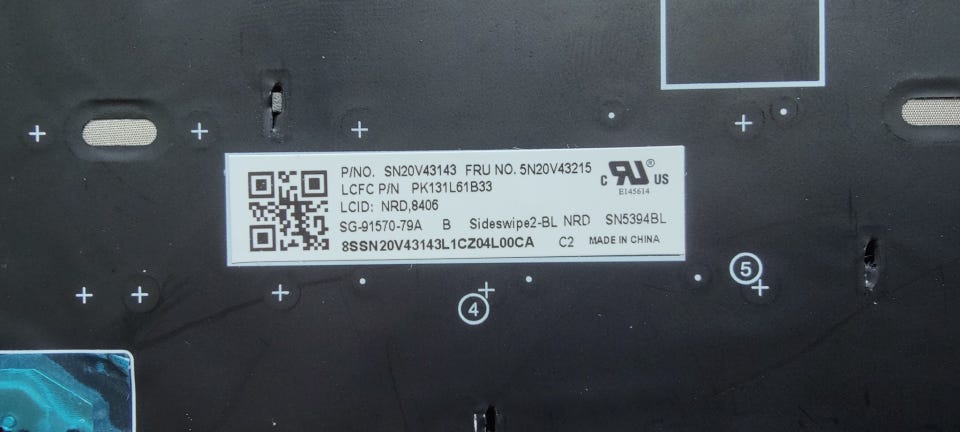 P/NO. SN20V43143 FRU NO. 5N20V43215
LCFC P/N PK131L61B33
LCID: NRD,8406
SG-91570-79A B Sideswipe2-BL NRD SN5394BL
8SSN20V43143L1CZ04L00CA C2 MADE IN CHINA
c RU ® US
E145614
4
5